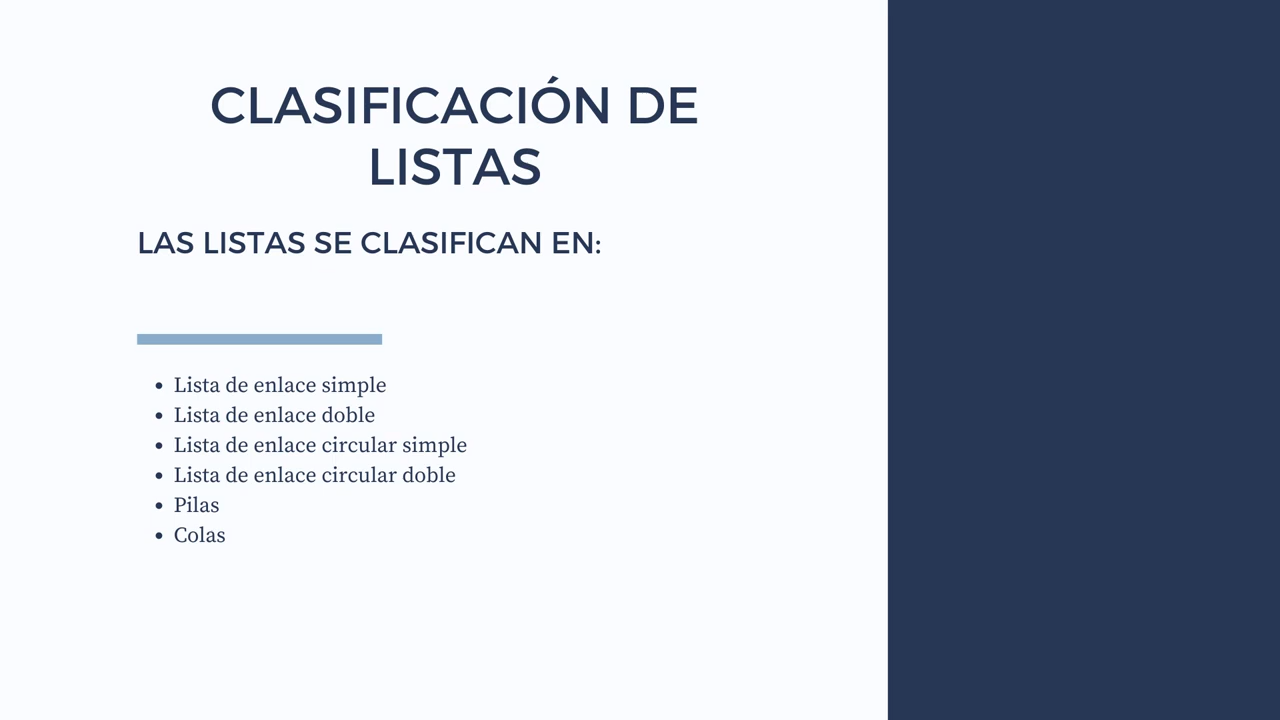 CLASIFICACIÓN DE
LISTAS
LAS LISTAS SE CLASIFICAN EN:
• Lista de enlace simple
• Lista de enlace doble
• Lista de enlace circular simple
• Lista de enlace circular doble
• Pilas
• Colas